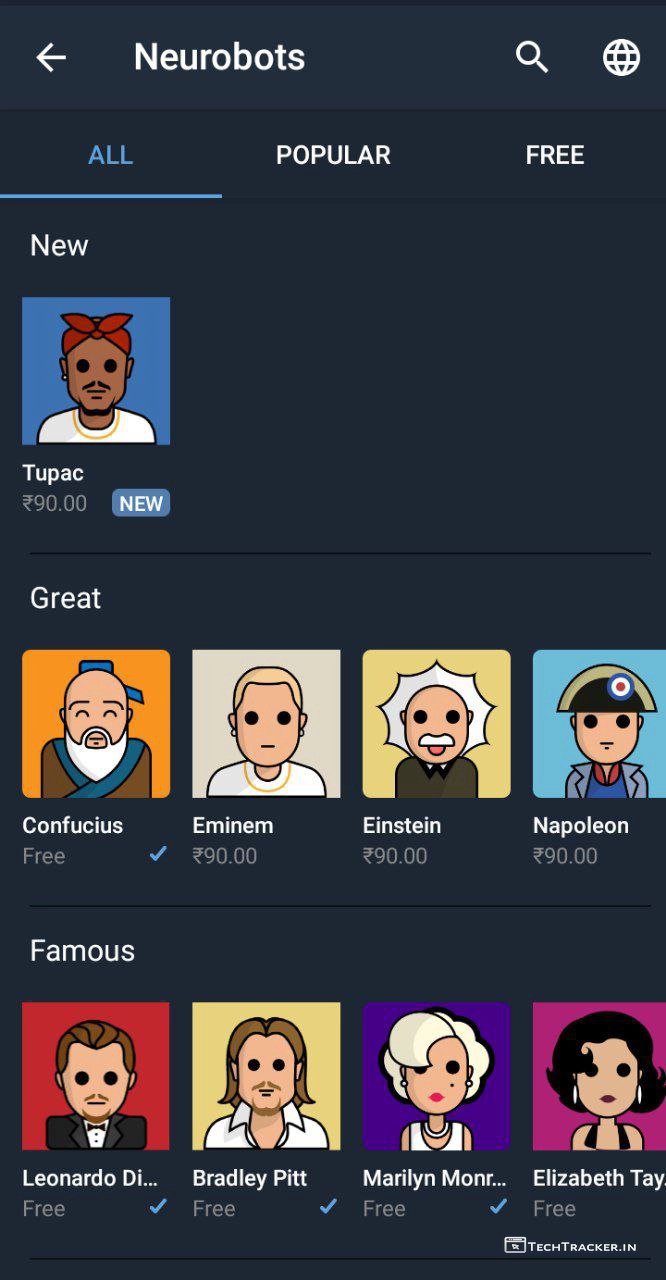 Neurobots
ALL POPULAR FREE
New
Tupac
₹90.00 NEW
Great
Confucius Eminem Einstein Napoleon
Free ₹90.00 ₹90.00 ₹90.00
Famous
Leonardo Di... Bradley Pitt Marilyn Monr... Elizabeth Tay
Free Free Free Free
TECHTRACKER.IN